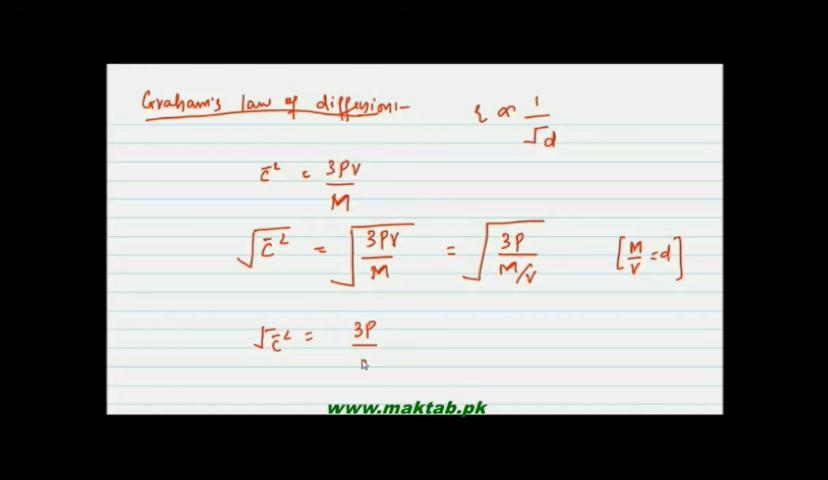 Graham's law of diffusion:- r ∝ 1/√d
c̄² = 3PV/M
√c̄² = √(3PV/M) = √(3P/(M/V)) [M/V = d]
√c̄² = 3P
www.maktab.pk